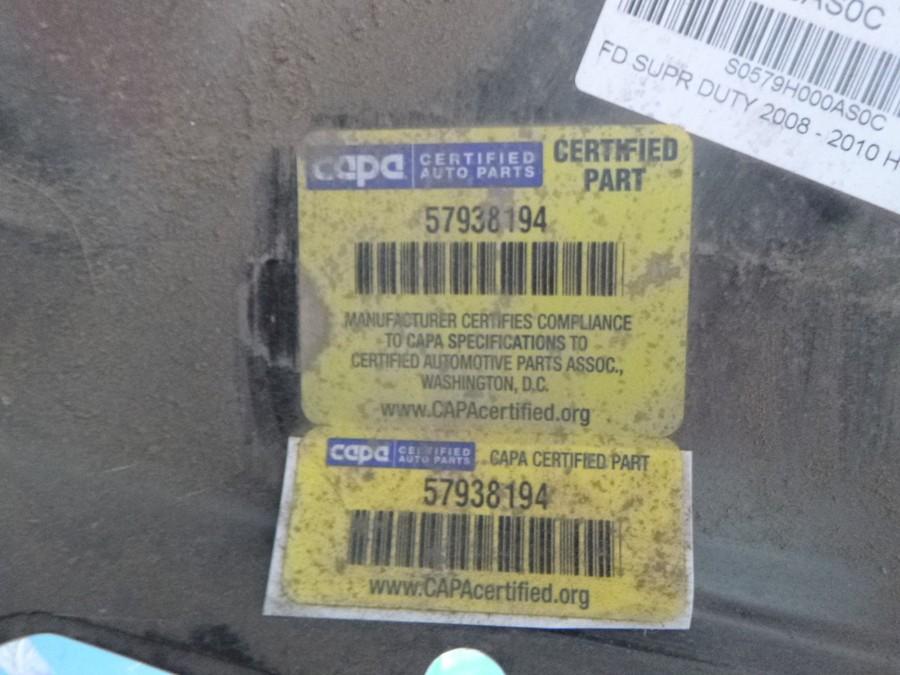 AS0C
S0579H000AS0C
FD SUPR DUTY 2008 - 2010 H
capa CERTIFIED AUTO PARTS
CERTIFIED PART
57938194
MANUFACTURER CERTIFIES COMPLIANCE
TO CAPA SPECIFICATIONS TO
CERTIFIED AUTOMOTIVE PARTS ASSOC.,
WASHINGTON, D.C.
www.CAPAcertified.org
capa CERTIFIED AUTO PARTS CAPA CERTIFIED PART
57938194
www.CAPAcertified.org